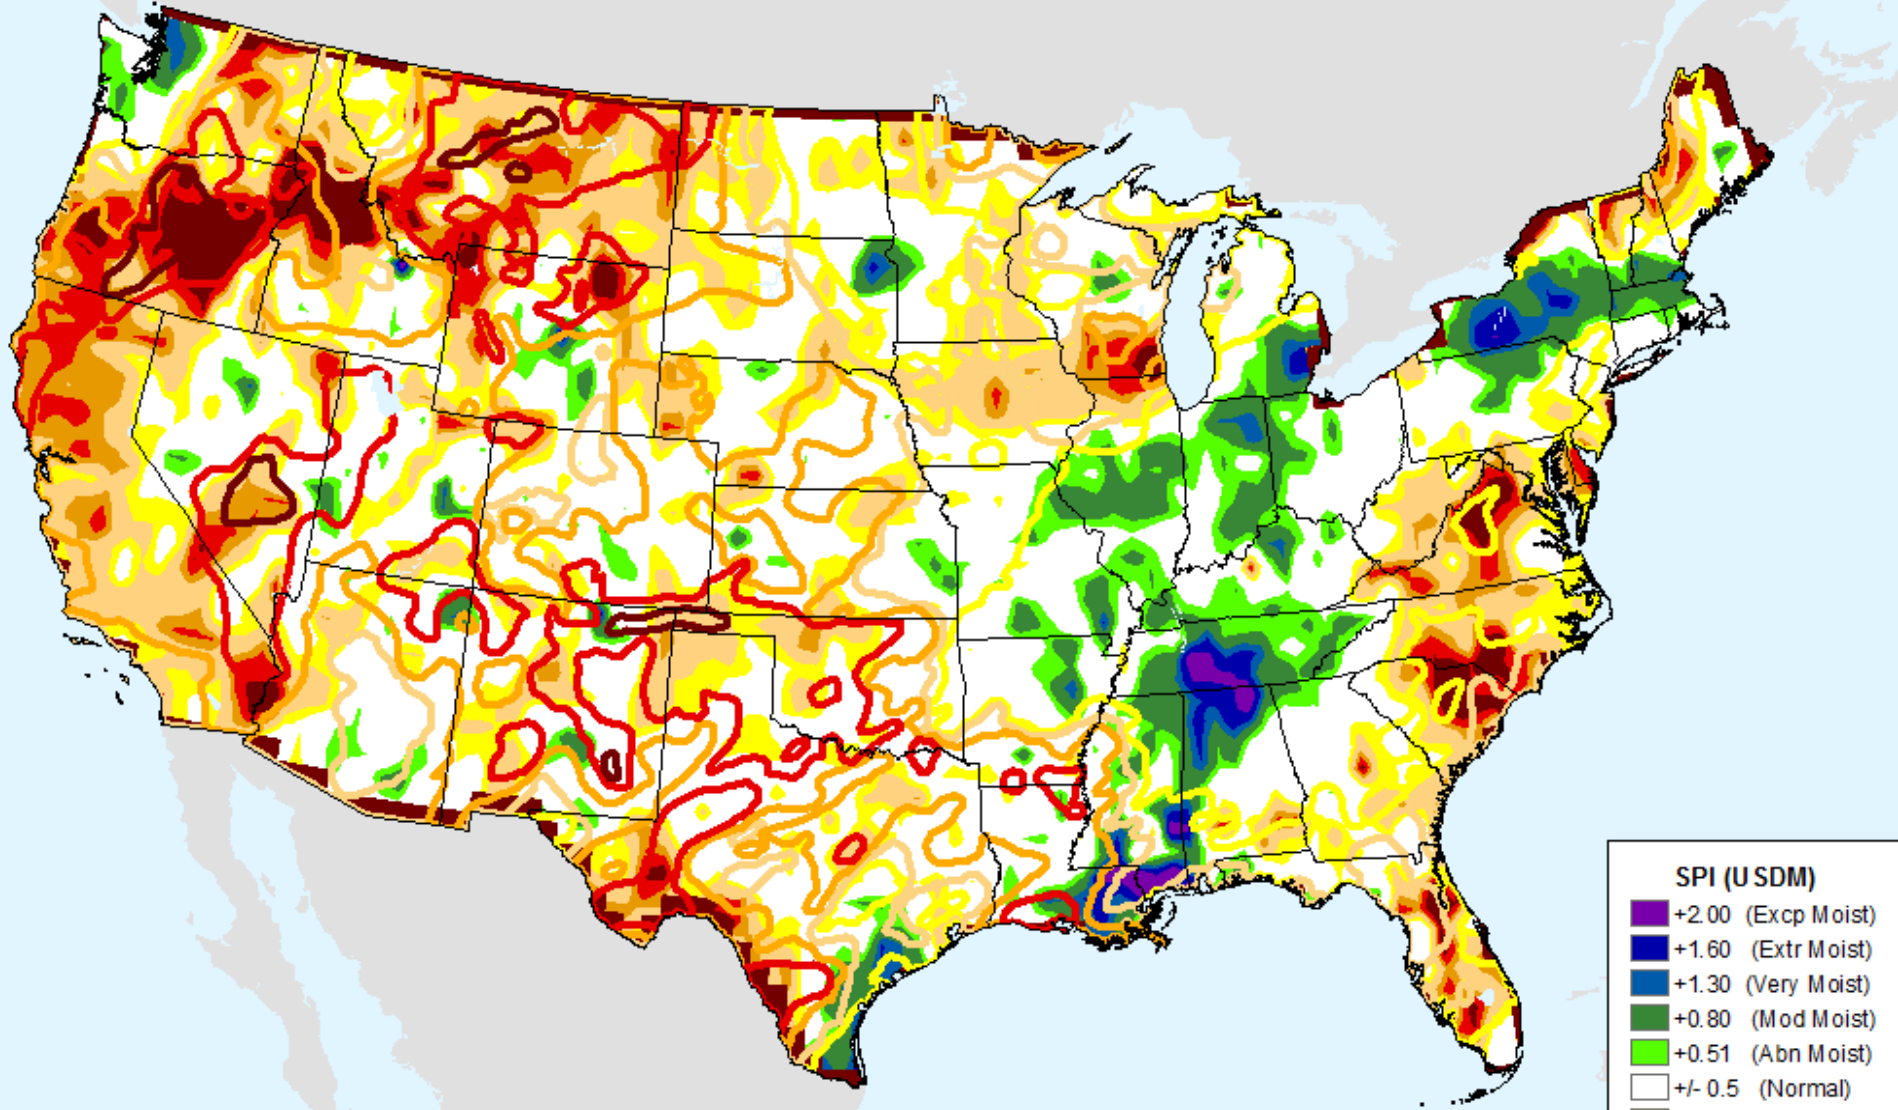 SPI (USDM)
+2.00 (Excp Moist)
+1.60 (Extr Moist)
+1.30 (Very Moist)
+0.80 (Mod Moist)
+0.51 (Abn Moist)
+/- 0.5 (Normal)